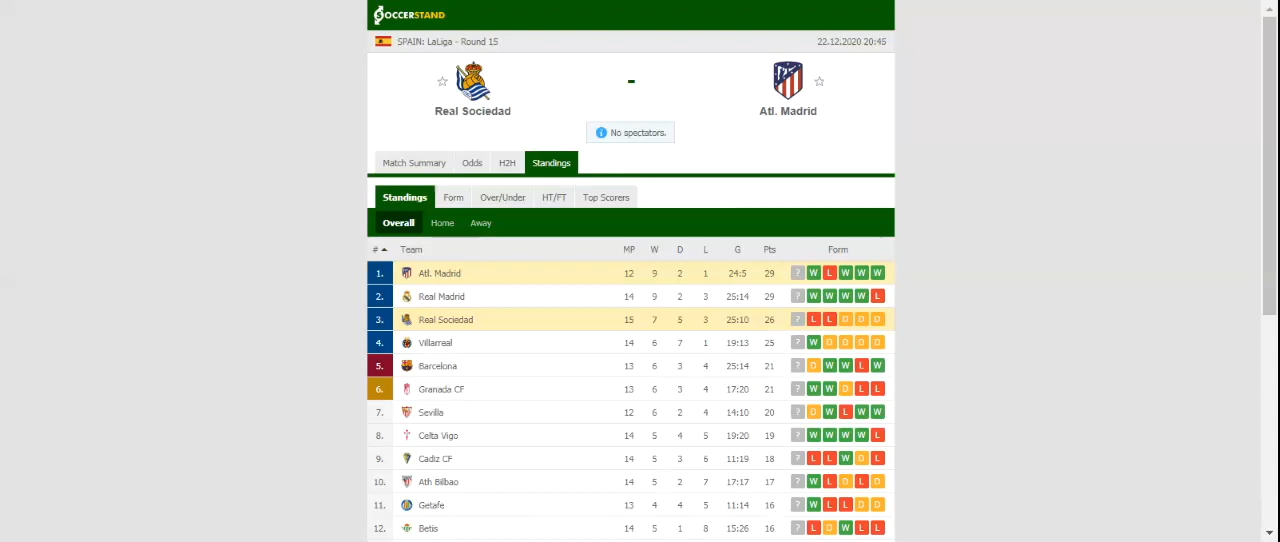 SOCCERSTAND
SPAIN: LaLiga - Round 15 22.12.2020 20:45
-
Real Sociedad Atl. Madrid
i No spectators.
Match Summary Odds H2H Standings
Standings Form Over/Under HT/FT Top Scorers
Overall Home Away
# Team MP W D L G Pts Form
1. Atl. Madrid 12 9 2 1 24:5 29 ? W L W W W
2. Real Madrid 14 9 2 3 25:14 29 ? W W W W L
3. Real Sociedad 15 7 5 3 25:10 26 ? L L D D D
4. Villarreal 14 6 7 1 19:13 25 ? W D D D D
5. Barcelona 13 6 3 4 25:14 21 ? D W W L W
6. Granada CF 13 6 3 4 17:20 21 ? W W D L L
7. Sevilla 12 6 2 4 14:10 20 ? D W L W W
8. Celta Vigo 14 5 4 5 19:20 19 ? W W W W L
9. Cadiz CF 14 5 3 6 11:19 18 ? L L W D L
10. Ath Bilbao 14 5 2 7 17:17 17 ? W L D L D
11. Getafe 13 4 4 5 11:14 16 ? W L L D D
12. Betis 14 5 1 8 15:26 16 ? L D W L L